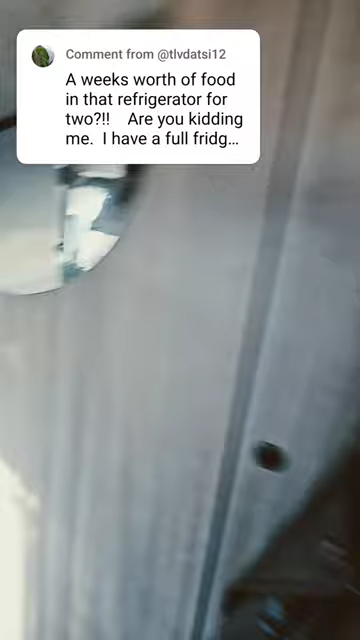 Comment from @tlvdatsi12
A weeks worth of food
in that refrigerator for
two?!! Are you kidding
me. I have a full fridg…